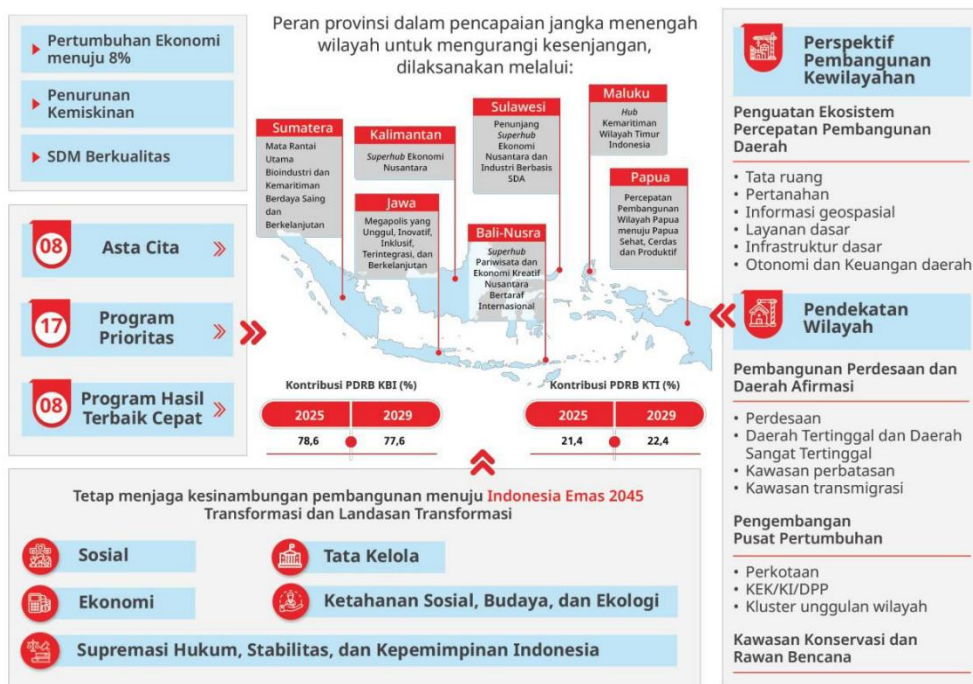 Pertumbuhan Ekonomi
menuju 8%
Penurunan
Kemiskinan
SDM Berkualitas
08
Asta Cita
17
Program
Prioritas
08
Program Hasil
Terbaik Cepat
Peran provinsi dalam pencapaian jangka menengah
wilayah untuk mengurangi kesenjangan,
dilaksanakan melalui:
Sumatera
Mata Rantai
Utama
Bioindustri dan
Kemaritiman
Berdaya Saing
dan
Berkelanjutan
Kalimantan
Superhub Ekonomi
Nusantara
Jawa
Megapolis yang
Unggul, Inovatif,
Inklusif,
Terintegrasi, dan
Berkelanjutan
Sulawesi
Penunjang
Superhub
Ekonomi
Nusantara dan
Industri Berbasis
SDA
Bali-Nusra
Superhub
Pariwisata dan
Ekonomi Kreatif
Nusantara
Bertaraf
Internasional
Maluku
Hub
Kemaritiman
Wilayah Timur
Indonesia
Papua
Percepatan
Pembangunan
Wilayah Papua
menuju Papua
Sehat, Cerdas
dan Produktif
Kontribusi PDRB KBI (%)
2025 2029
78,6 77,6
Kontribusi PDRB KTI (%)
2025 2029
21,4 22,4
Tetap menjaga kesinambungan pembangunan menuju Indonesia Emas 2045
Transformasi dan Landasan Transformasi
Sosial
Tata Kelola
Ekonomi
Ketahanan Sosial, Budaya, dan Ekologi
Supremasi Hukum, Stabilitas, dan Kepemimpinan Indonesia
Perspektif
Pembangunan
Kewilayahan
Penguatan Ekosistem
Percepatan Pembangunan
Daerah
• Tata ruang
• Pertanahan
• Informasi geospasial
• Layanan dasar
• Infrastruktur dasar
• Otonomi dan Keuangan daerah
Pendekatan
Wilayah
Pembangunan Perdesaan dan
Daerah Afirmasi
• Perdesaan
• Daerah Tertinggal dan Daerah
Sangat Tertinggal
• Kawasan perbatasan
• Kawasan transmigrasi
Pengembangan
Pusat Pertumbuhan
• Perkotaan
• KEK/KI/DPP
• Kluster unggulan wilayah
Kawasan Konservasi dan
Rawan Bencana